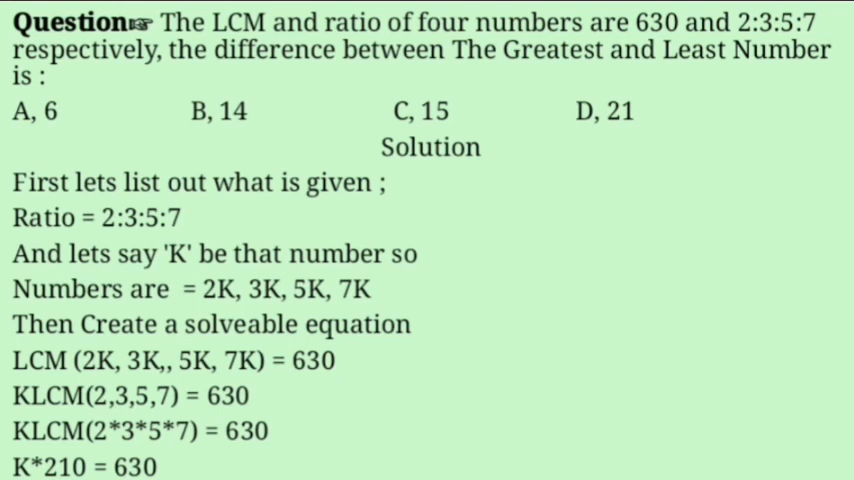 Question☞ The LCM and ratio of four numbers are 630 and 2:3:5:7
respectively, the difference between The Greatest and Least Number
is :
A, 6 B, 14 C, 15 D, 21
Solution
First lets list out what is given ;
Ratio = 2:3:5:7
And lets say 'K' be that number so
Numbers are = 2K, 3K, 5K, 7K
Then Create a solveable equation
LCM (2K, 3K,, 5K, 7K) = 630
KLCM(2,3,5,7) = 630
KLCM(2*3*5*7) = 630
K*210 = 630